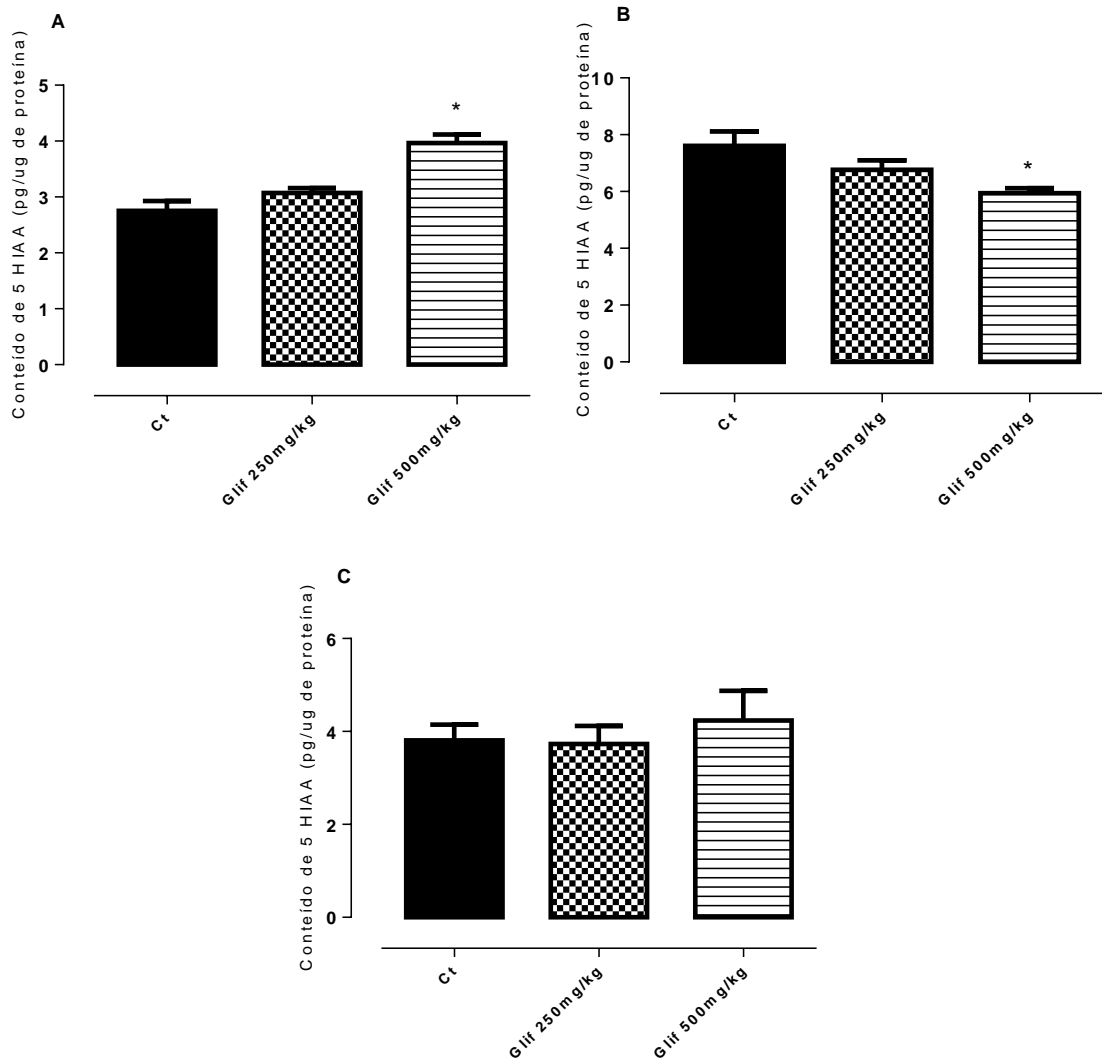 A
Conteído de 5 HIAA (pg/ug de proteína)
5
4
3
2
1
0
*
Ct
Glif 250mg/kg
Glif 500mg/kg
B
Conteúdo de 5 HIAA (pg/ug de proteína)
10
8
6
4
2
0
*
Ct
Glif 250mg/kg
Glif 500mg/kg
C
Conteído de 5 HIAA (pg/ug de proteína)
6
4
2
0
Ct
Glif 250mg/kg
Glif 500mg/kg